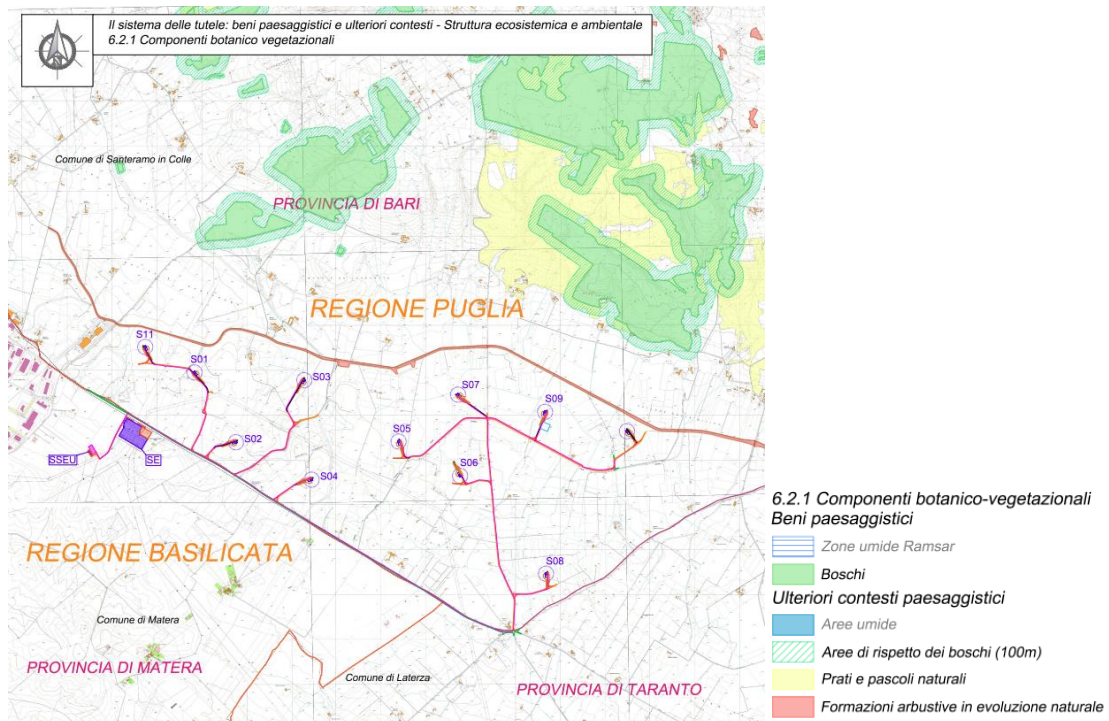 Il sistema delle tutele: beni paesaggistici e ulteriori contesti - Struttura ecosistemica e ambientale
6.2.1 Componenti botanico vegetazionali
Comune di Santeramo in Colle
PROVINCIA DI BARI
REGIONE PUGLIA
S11
S01
S03
S07
S09
S02
S05
SSEU
SE
S06
S04
REGIONE BASILICATA
S08
Comune di Matera
PROVINCIA DI MATERA
Comune di Laterza
PROVINCIA DI TARANTO
6.2.1 Componenti botanico-vegetazionali
Beni paesaggistici
Zone umide Ramsar
Boschi
Ulteriori contesti paesaggistici
Aree umide
Aree di rispetto dei boschi (100m)
Prati e pascoli naturali
Formazioni arbustive in evoluzione naturale